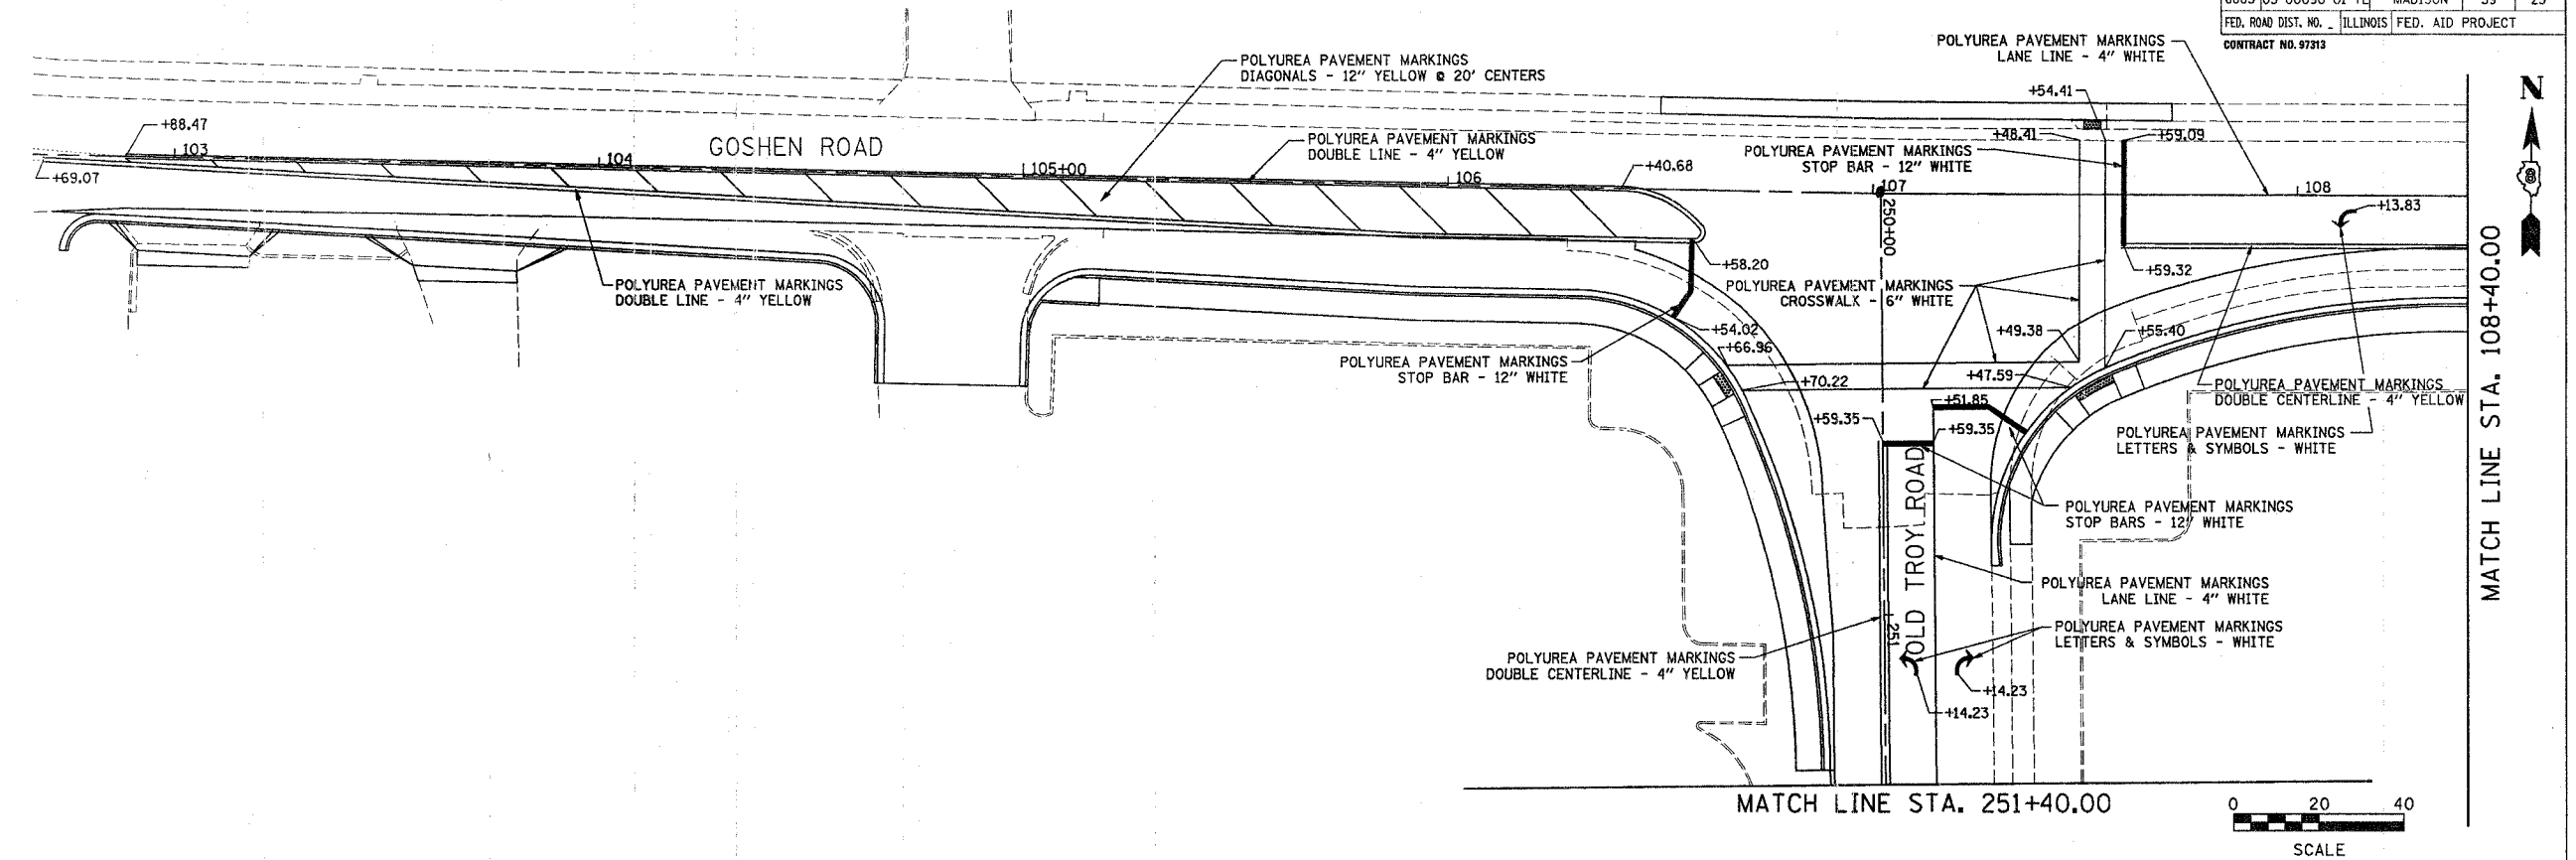 MADISON
FED. ROAD DIST. NO. _ ILLINOIS FED. AID PROJECT
CONTRACT NO. 97313
POLYUREA PAVEMENT MARKINGS
LANE LINE - 4" WHITE
POLYUREA PAVEMENT MARKINGS
DIAGONALS - 12" YELLOW @ 20' CENTERS
N
8
+54.41
+88.47
103
104
GOSHEN ROAD
POLYUREA PAVEMENT MARKINGS
DOUBLE LINE - 4" YELLOW
+48.41
+59.09
POLYUREA PAVEMENT MARKINGS
STOP BAR - 12" WHITE
+69.07
105+00
106
+40.68
107
108
+13.83
250+00
+58.20
+59.32
POLYUREA PAVEMENT MARKINGS
DOUBLE LINE - 4" YELLOW
POLYUREA PAVEMENT MARKINGS
CROSSWALK - 6" WHITE
+54.02
+66.96
+49.38
+55.40
POLYUREA PAVEMENT MARKINGS
STOP BAR - 12" WHITE
+70.22
+47.59
POLYUREA PAVEMENT MARKINGS
DOUBLE CENTERLINE - 4" YELLOW
+51.85
+59.35
+59.35
POLYUREA PAVEMENT MARKINGS
LETTERS & SYMBOLS - WHITE
MATCH LINE STA. 108+40.00
OLD TROY ROAD
POLYUREA PAVEMENT MARKINGS
STOP BARS - 12" WHITE
POLYUREA PAVEMENT MARKINGS
LANE LINE - 4" WHITE
251
POLYUREA PAVEMENT MARKINGS
LETTERS & SYMBOLS - WHITE
POLYUREA PAVEMENT MARKINGS
DOUBLE CENTERLINE - 4" YELLOW
+14.23
+14.23
MATCH LINE STA. 251+40.00
0 20 40
SCALE